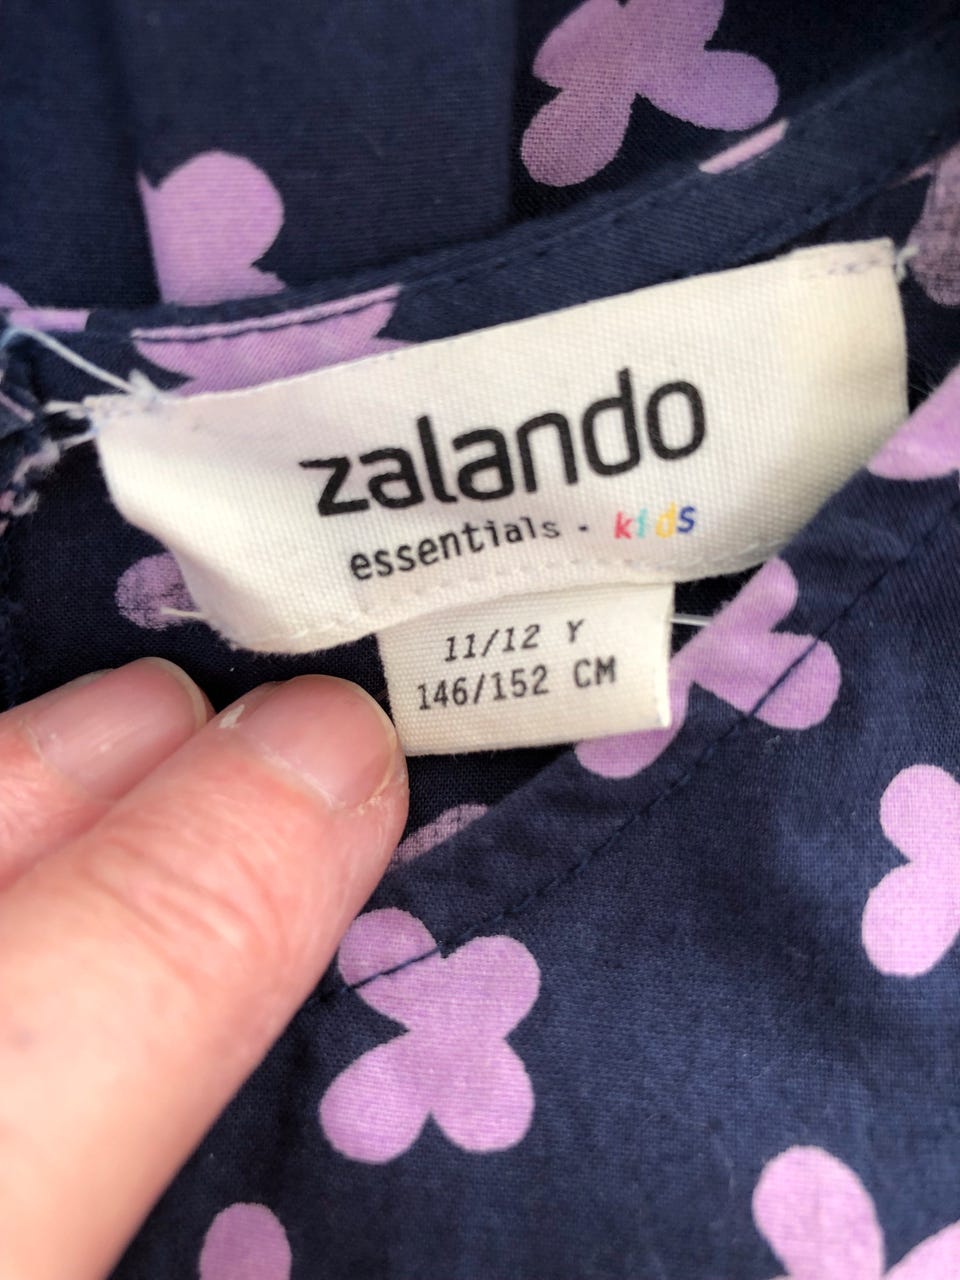 zalando
essentials - kids
11/12 Y
146/152 CM